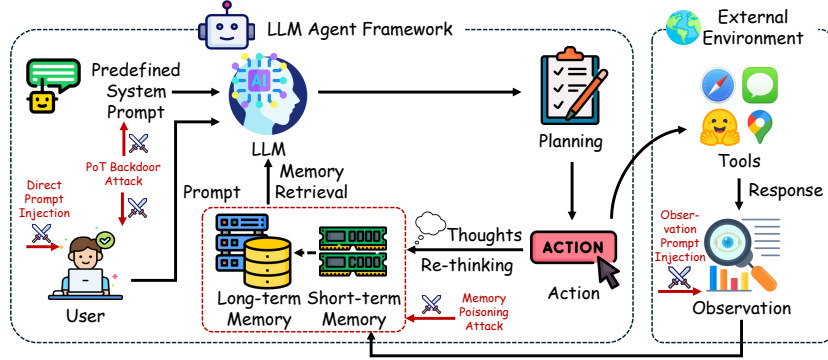 LLM Agent Framework
External
Environment
Predefined
System
Prompt
AI
LLM
Planning
Tools
PoT Backdoor
Attack
Direct
Prompt
Injection
Prompt
Memory
Retrieval
Response
Thoughts
Re-thinking
ACTION
Action
Obser-
vation
Prompt
Injection
Observation
User
Long-term
Memory
Short-term
Memory
Memory
Poisoning
Attack